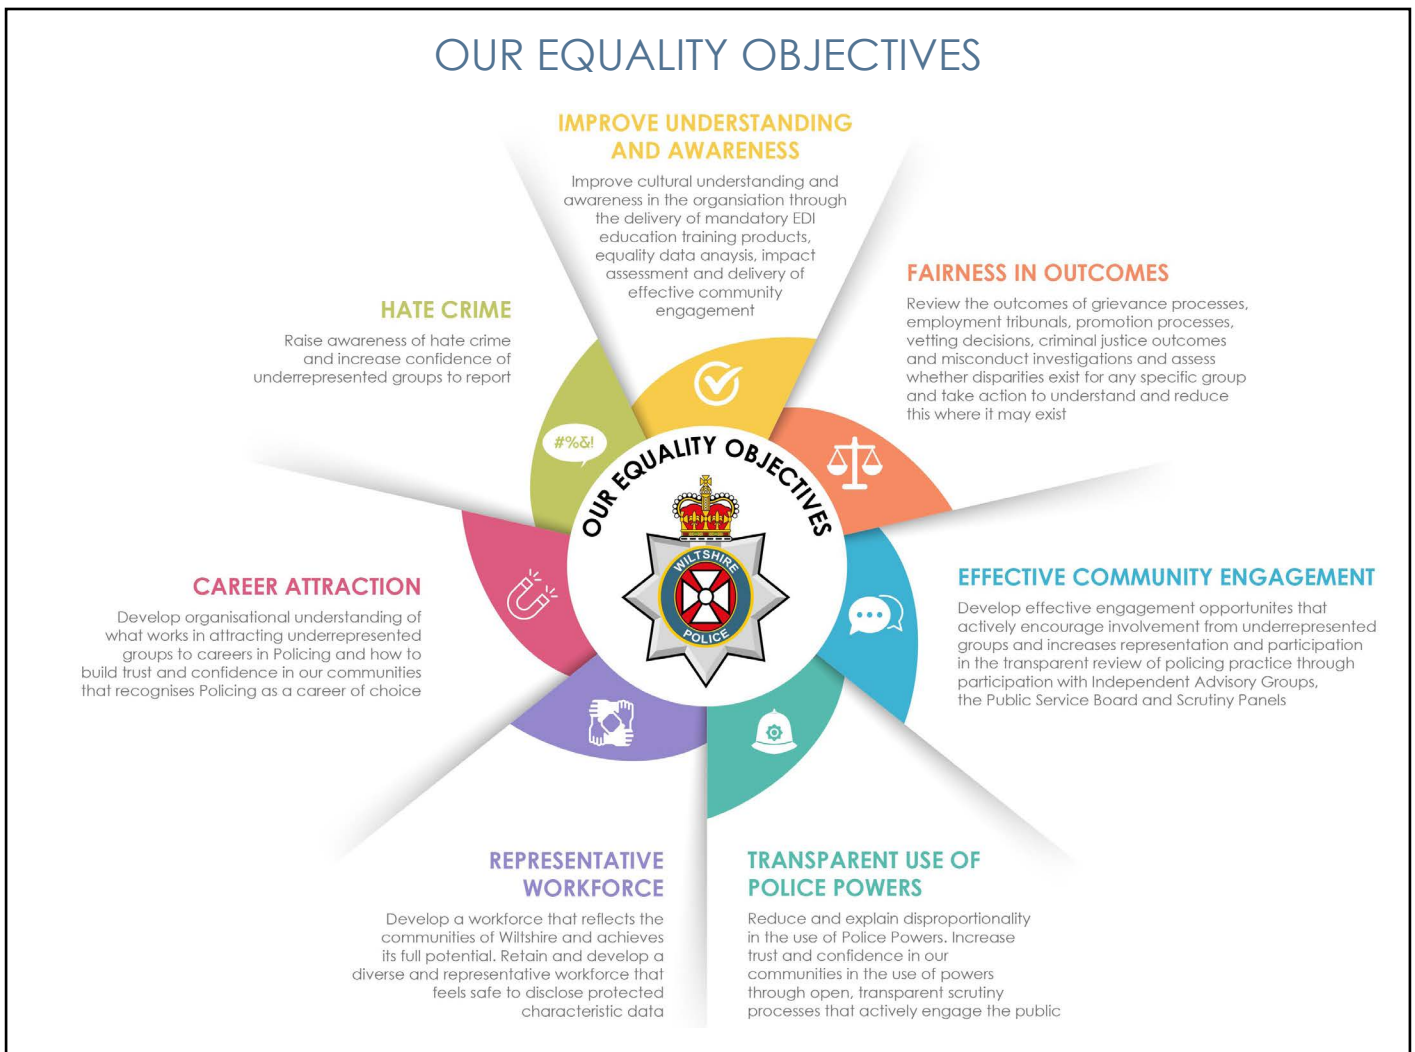 OUR EQUALITY OBJECTIVES
IMPROVE UNDERSTANDING
AND AWARENESS
Improve cultural understanding and
awareness in the organsiation through
the delivery of mandatory EDI
education training products,
equality data anaysis, impact
assessment and delivery of
effective community
engagement
FAIRNESS IN OUTCOMES
Review the outcomes of grievance processes,
employment tribunals, promotion processes,
vetting decisions, criminal justice outcomes
and misconduct investigations and assess
whether disparities exist for any specific group
and take action to understand and reduce
this where it may exist
EFFECTIVE COMMUNITY ENGAGEMENT
Develop effective engagement opportunites that
actively encourage involvement from underrepresented
groups and increases representation and participation
in the transparent review of policing practice through
participation with Independent Advisory Groups,
the Public Service Board and Scrutiny Panels
TRANSPARENT USE OF
POLICE POWERS
Reduce and explain disproportionality
in the use of Police Powers. Increase
trust and confidence in our
communities in the use of powers
through open, transparent scrutiny
processes that actively engage the public
REPRESENTATIVE
WORKFORCE
Develop a workforce that reflects the
communities of Wiltshire and achieves
its full potential. Retain and develop a
diverse and representative workforce that
feels safe to disclose protected
characteristic data
CAREER ATTRACTION
Develop organisational understanding of
what works in attracting underrepresented
groups to careers in Policing and how to
build trust and confidence in our communities
that recognises Policing as a career of choice
HATE CRIME
Raise awareness of hate crime
and increase confidence of
underrepresented groups to report
#%&!
OUR EQUALITY OBJECTIVES
WILTSHIRE
POLICE